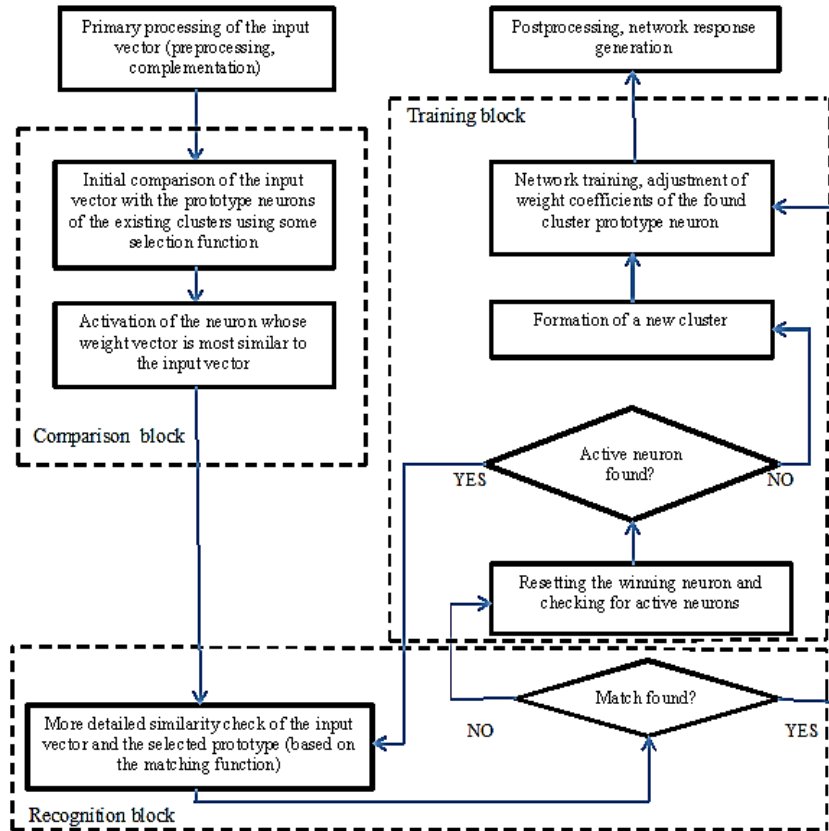 Primary processing of the input
vector (preprocessing,
complementation)
Initial comparison of the input
vector with the prototype neurons
of the existing clusters using some
selection function
Activation of the neuron whose
weight vector is most similar to
the input vector
Comparison block
More detailed similarity check of the input
vector and the selected prototype (based on
the matching function)
Recognition block
Postprocessing, network response
generation
Training block
Network training, adjustment of
weight coefficients of the found
cluster prototype neuron
Formation of a new cluster
Active neuron
found?
YES
NO
Resetting the winning neuron and
checking for active neurons
Match found?
NO
YES